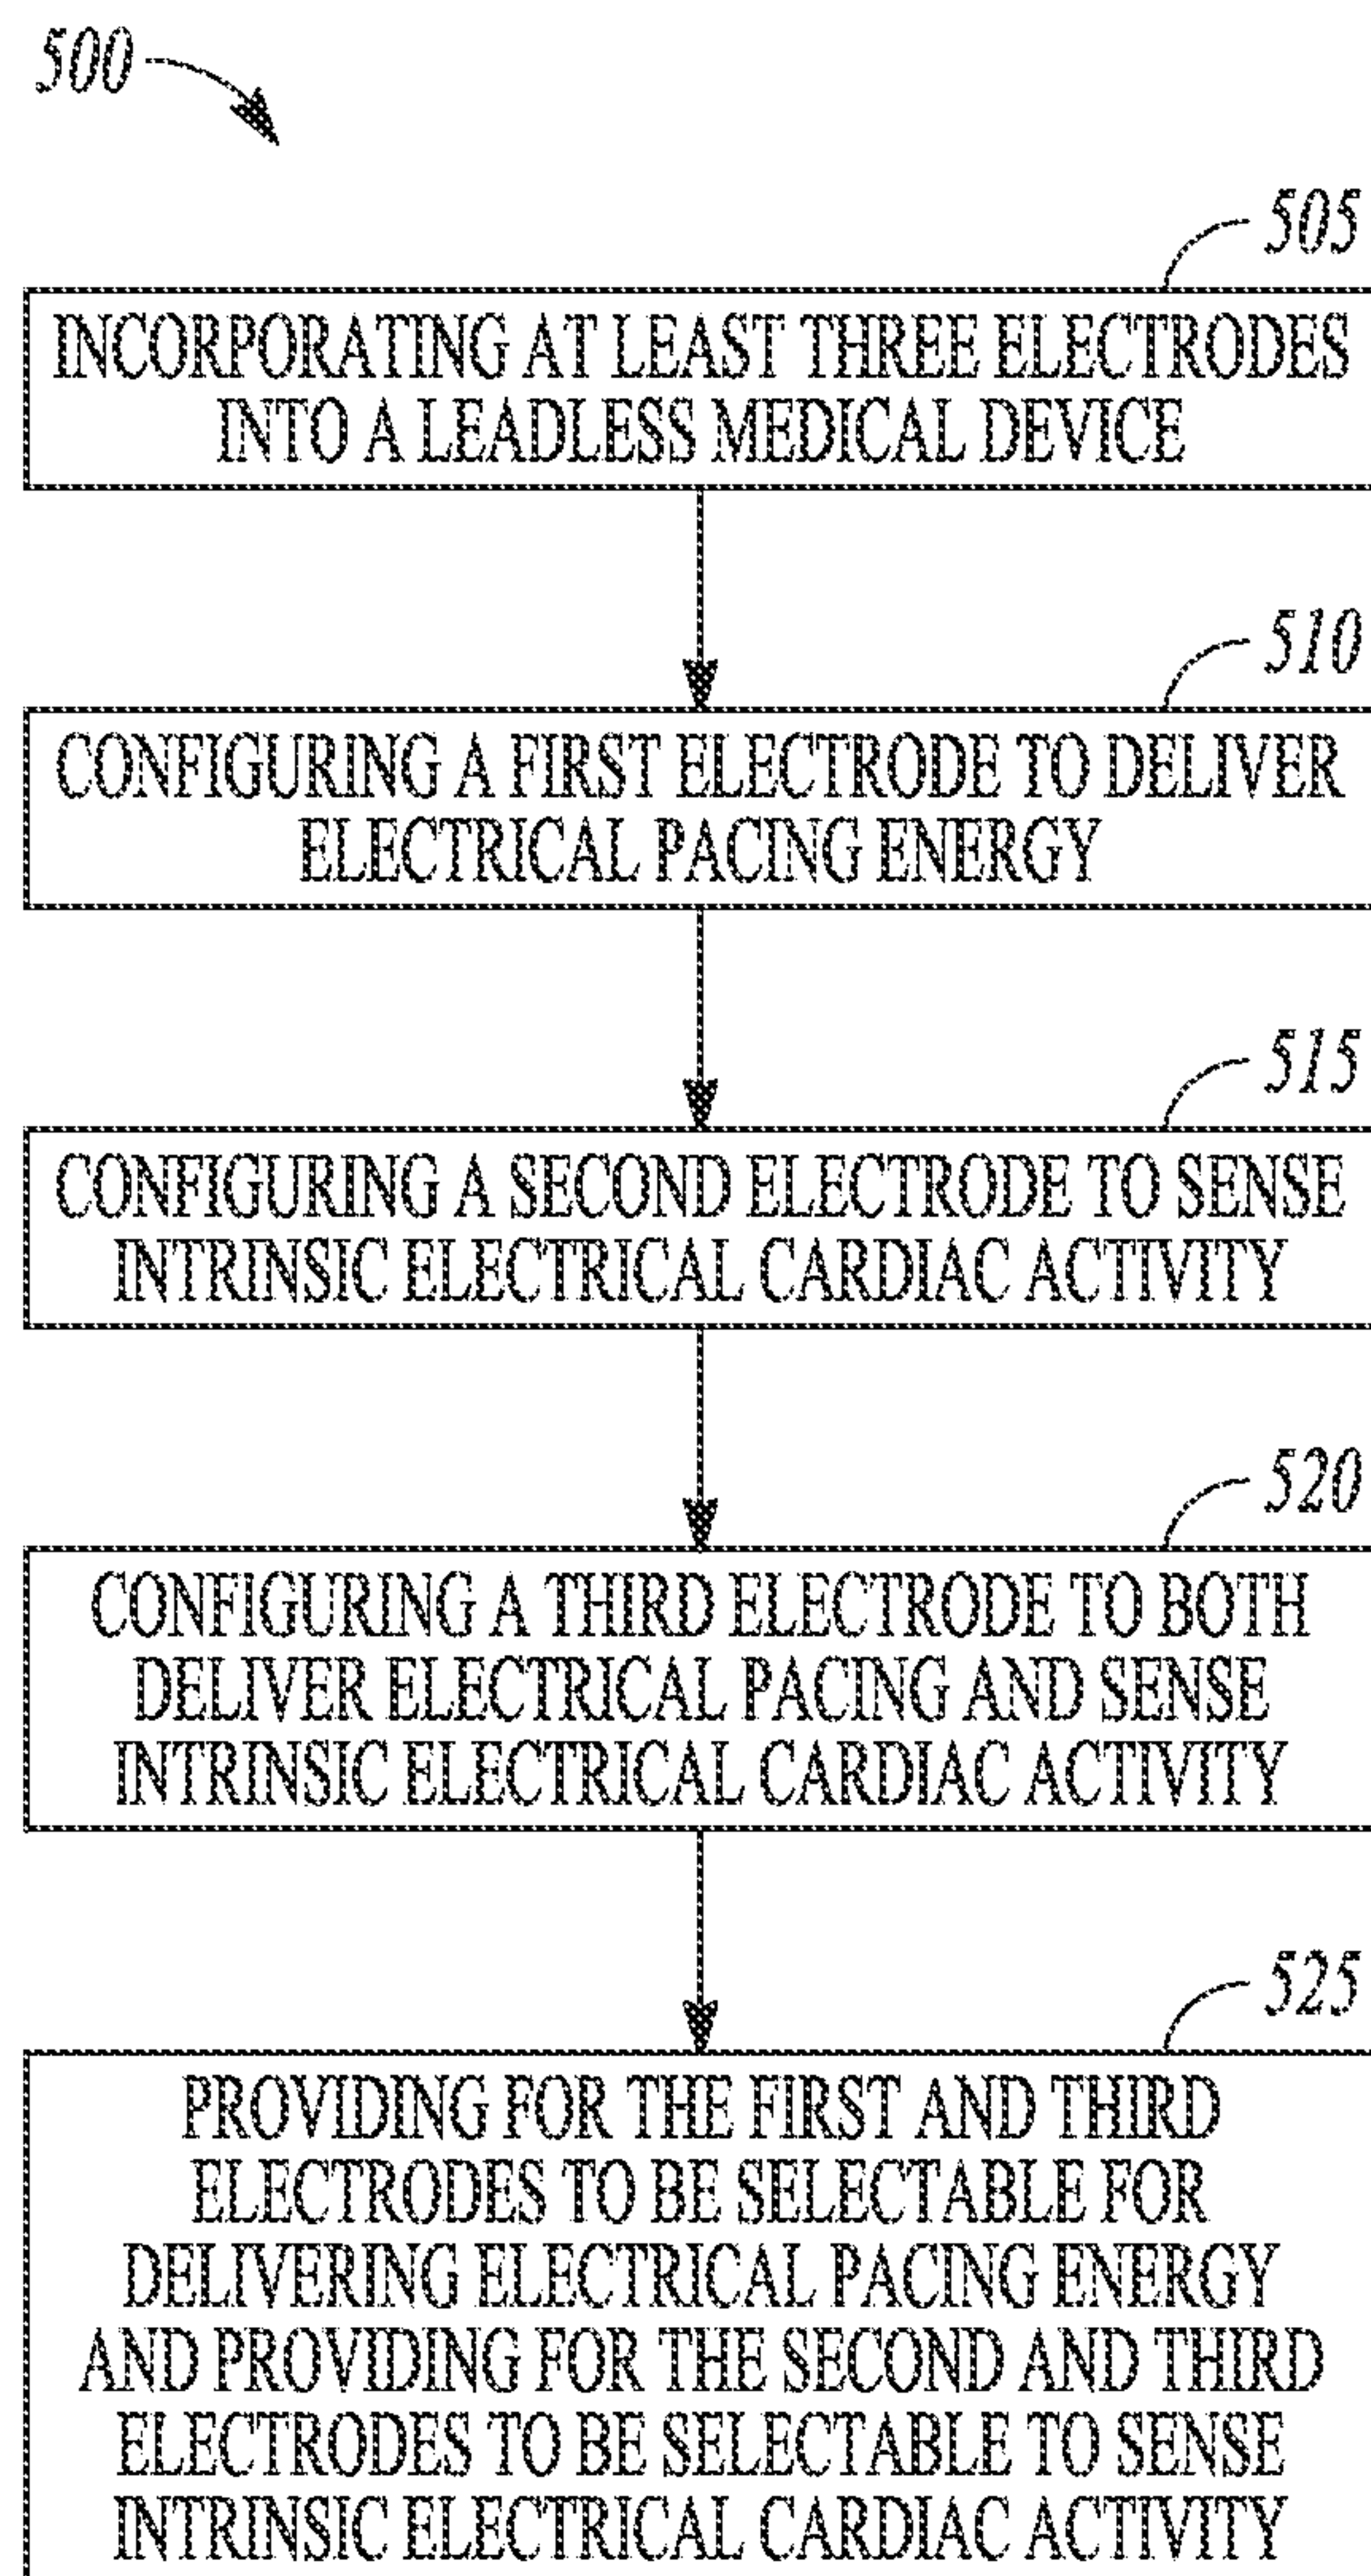 500
505
INCORPORATING AT LEAST THREE ELECTRODES
INTO A LEADLESS MEDICAL DEVICE
510
CONFIGURING A FIRST ELECTRODE TO DELIVER
ELECTRICAL PACING ENERGY
515
CONFIGURING A SECOND ELECTRODE TO SENSE
INTRINSIC ELECTRICAL CARDIAC ACTIVITY
520
CONFIGURING A THIRD ELECTRODE TO BOTH
DELIVER ELECTRICAL PACING AND SENSE
INTRINSIC ELECTRICAL CARDIAC ACTIVITY
525
PROVIDING FOR THE FIRST AND THIRD
ELECTRODES TO BE SELECTABLE FOR
DELIVERING ELECTRICAL PACING ENERGY
AND PROVIDING FOR THE SECOND AND THIRD
ELECTRODES TO BE SELECTABLE TO SENSE
INTRINSIC ELECTRICAL CARDIAC ACTIVITY